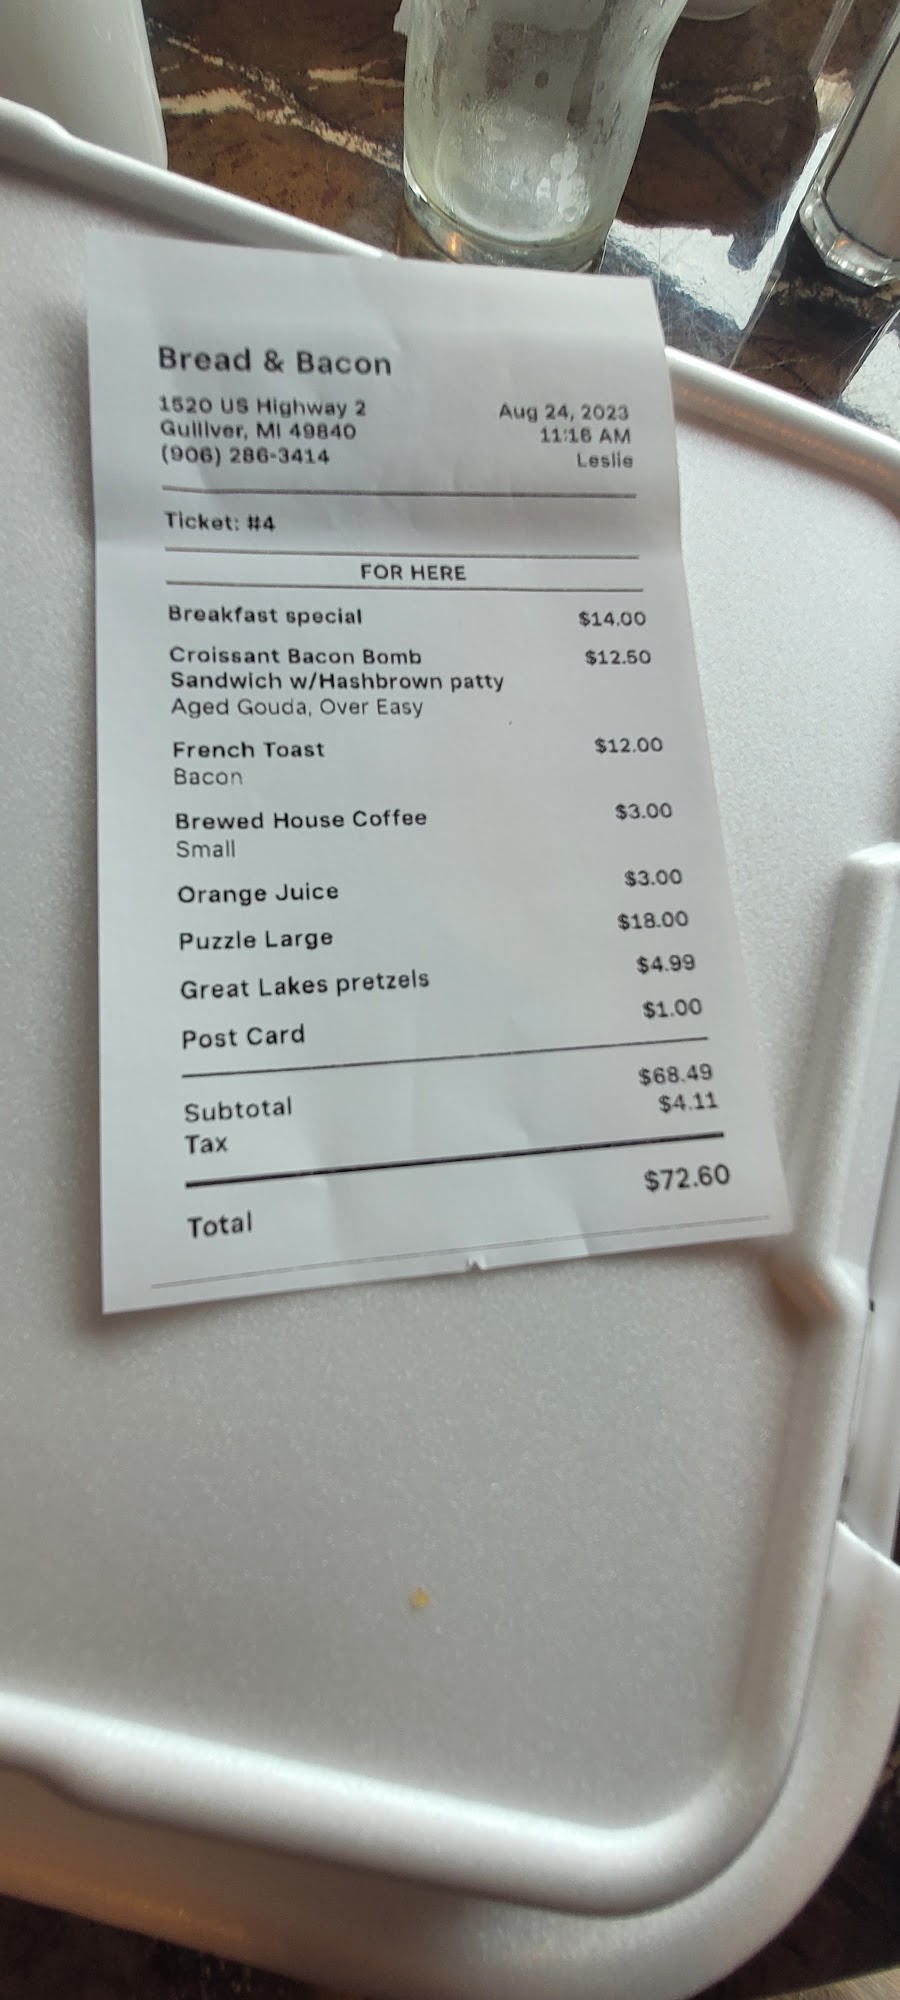 Bread & Bacon
1520 US Highway 2 Aug 24, 2023
Gulliver, MI 49840 11:16 AM
(906) 286-3414 Leslie
Ticket: #4
FOR HERE
Breakfast special $14.00
Croissant Bacon Bomb $12.50
Sandwich w/Hashbrown patty
Aged Gouda, Over Easy
French Toast $12.00
Bacon
Brewed House Coffee $3.00
Small
Orange Juice $3.00
Puzzle Large $18.00
Great Lakes pretzels $4.99
Post Card $1.00
Subtotal $68.49
Tax $4.11
Total $72.60